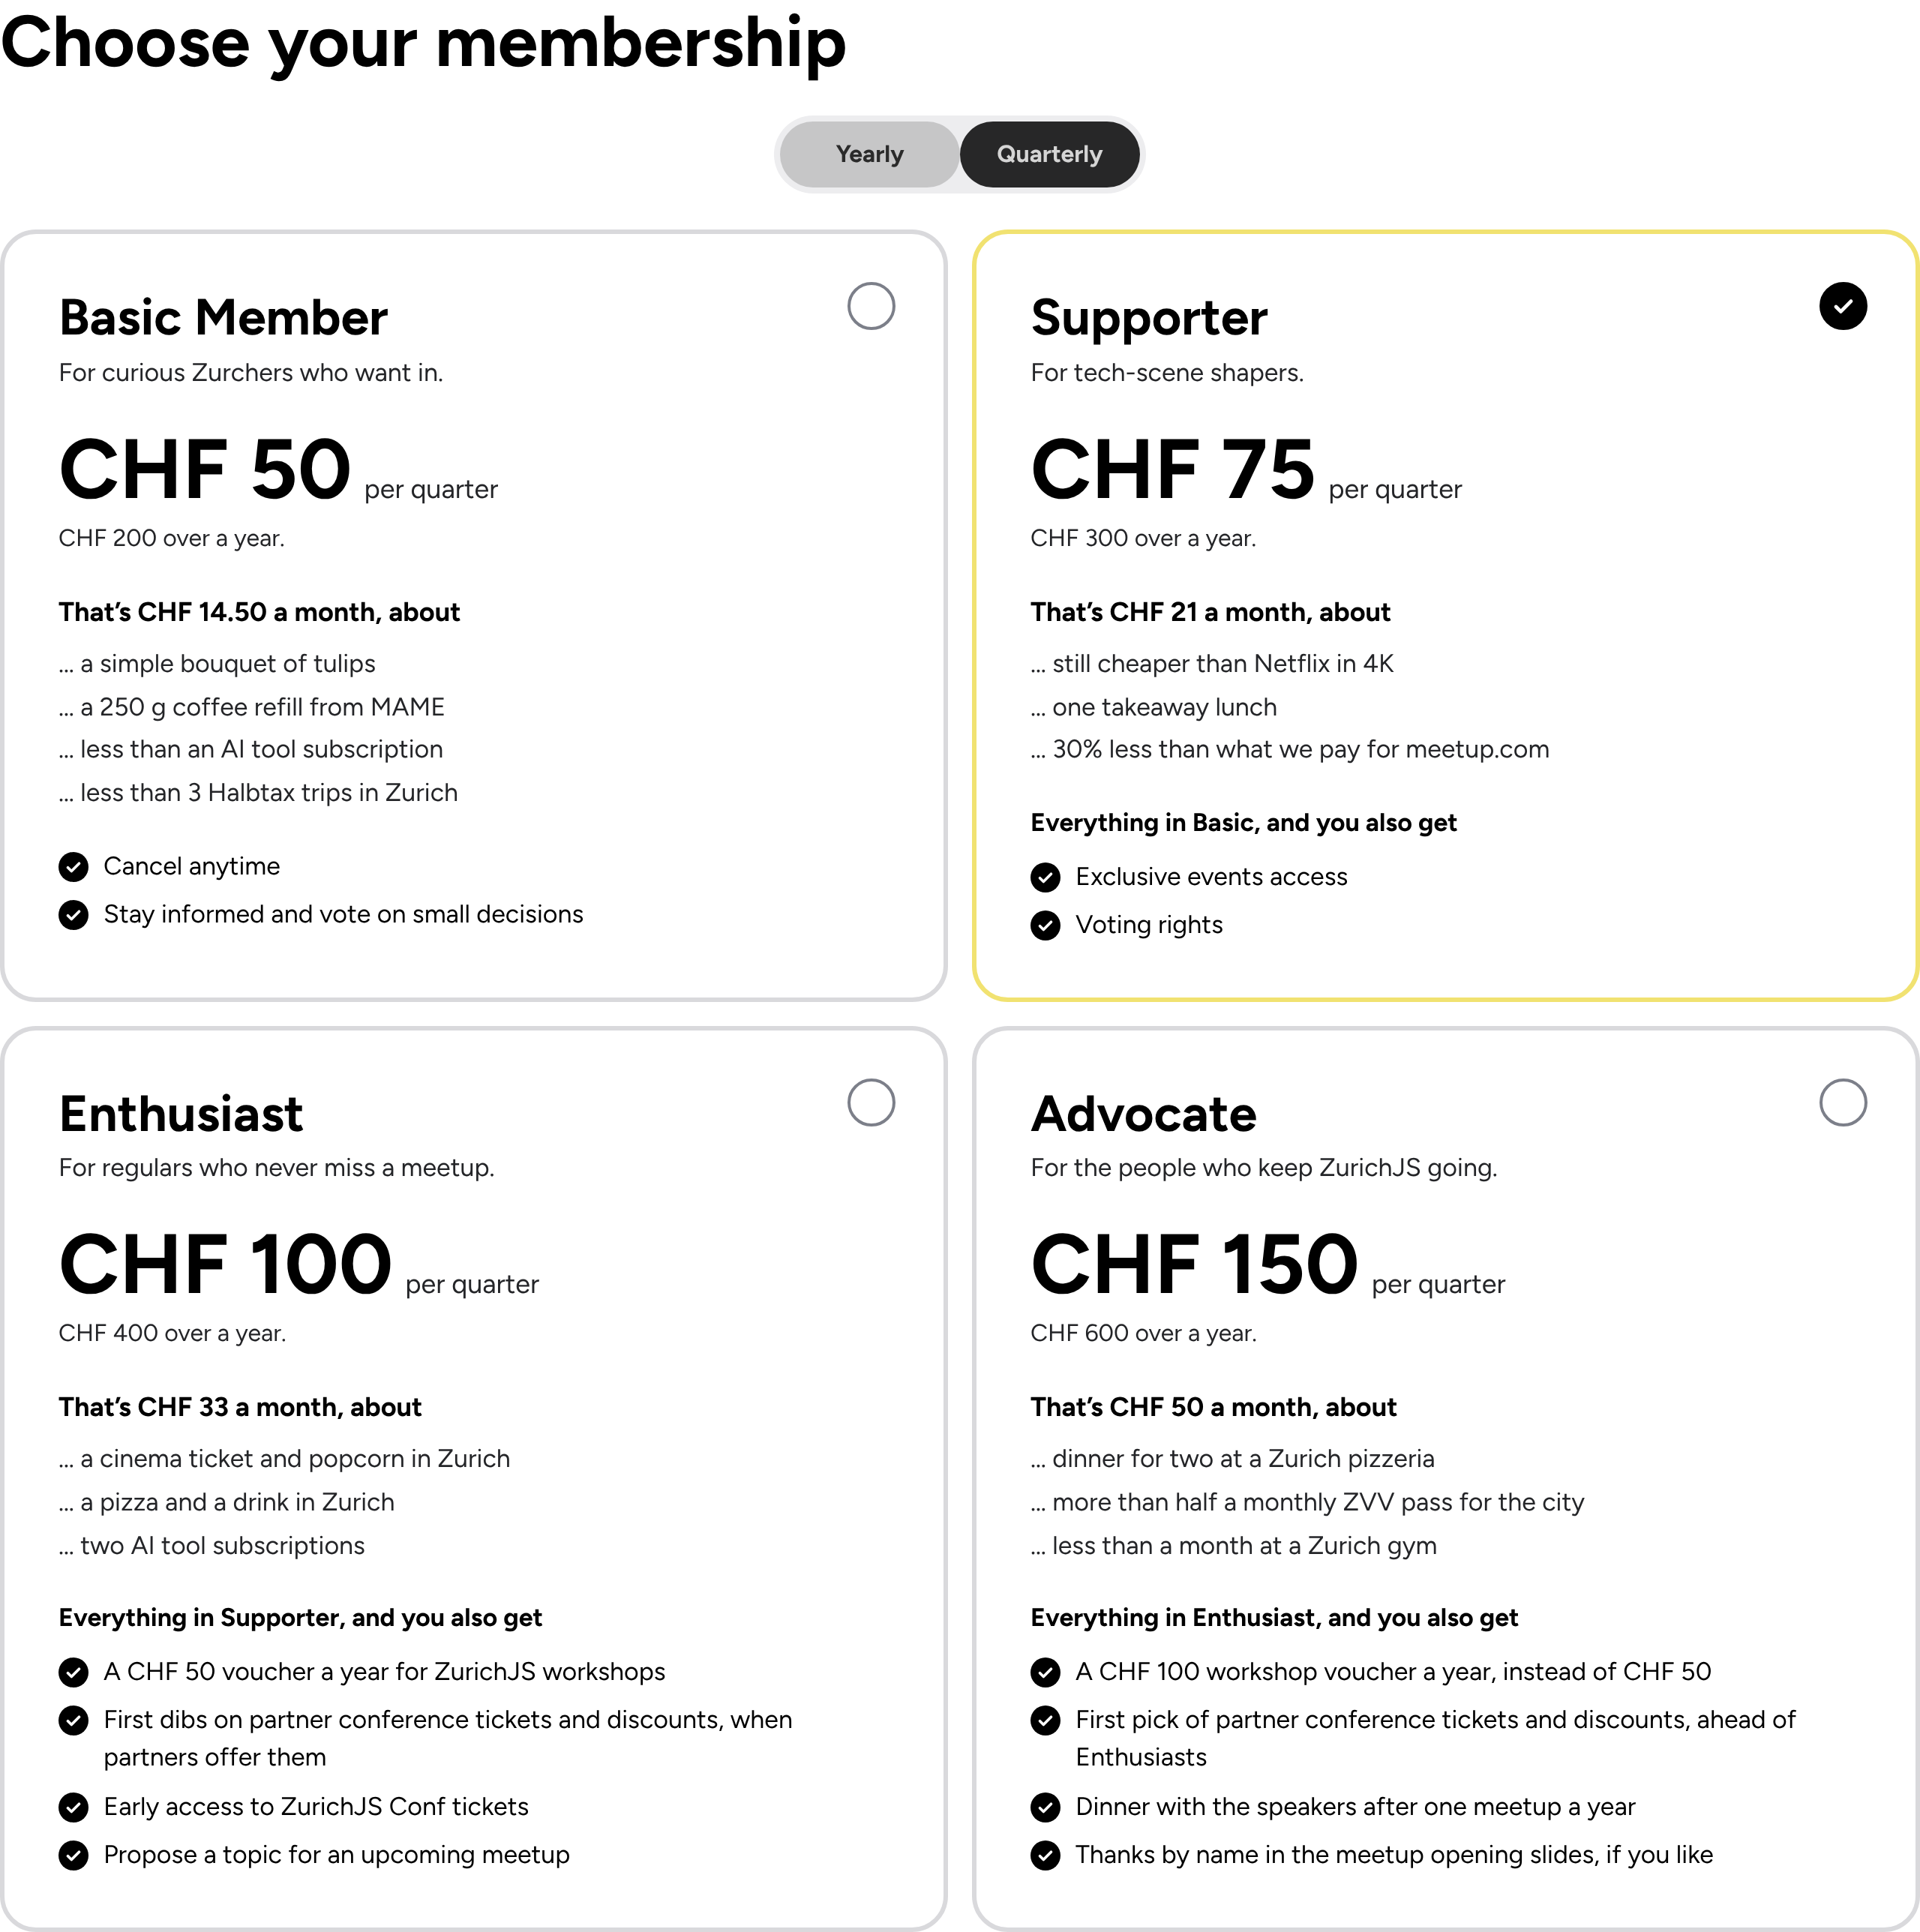 Choose your membership
Yearly
Quarterly
Basic Member
For curious Zurchers who want in.
CHF 50 per quarter
CHF 200 over a year.
That’s CHF 14.50 a month, about
... a simple bouquet of tulips
... a 250 g coffee refill from MAME
... less than an AI tool subscription
... less than 3 Halbtax trips in Zurich
Cancel anytime
Stay informed and vote on small decisions
Supporter
For tech-scene shapers.
CHF 75 per quarter
CHF 300 over a year.
That’s CHF 21 a month, about
... still cheaper than Netflix in 4K
... one takeaway lunch
... 30% less than what we pay for meetup.com
Everything in Basic, and you also get
Exclusive events access
Voting rights
Enthusiast
For regulars who never miss a meetup.
CHF 100 per quarter
CHF 400 over a year.
That’s CHF 33 a month, about
... a cinema ticket and popcorn in Zurich
... a pizza and a drink in Zurich
... two AI tool subscriptions
Everything in Supporter, and you also get
A CHF 50 voucher a year for ZurichJS workshops
First dibs on partner conference tickets and discounts, when
partners offer them
Early access to ZurichJS Conf tickets
Propose a topic for an upcoming meetup
Advocate
For the people who keep ZurichJS going.
CHF 150 per quarter
CHF 600 over a year.
That’s CHF 50 a month, about
... dinner for two at a Zurich pizzeria
... more than half a monthly ZVV pass for the city
... less than a month at a Zurich gym
Everything in Enthusiast, and you also get
A CHF 100 workshop voucher a year, instead of CHF 50
First pick of partner conference tickets and discounts, ahead of
Enthusiasts
Dinner with the speakers after one meetup a year
Thanks by name in the meetup opening slides, if you like